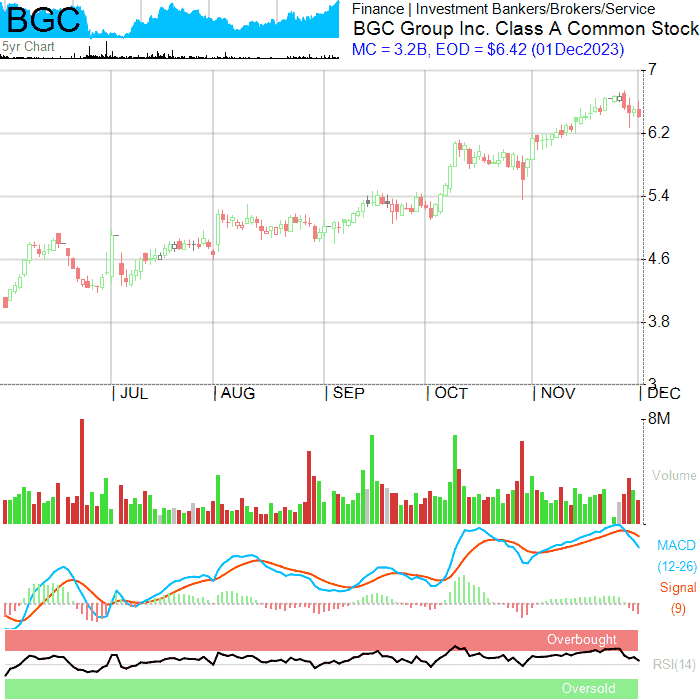 BGC
5yr Chart
Finance | Investment Bankers/Brokers/Service
BGC Group Inc. Class A Common Stock
MC = 3.2B, EOD = $6.42 (01Dec2023)
7
6.2
5.4
4.6
3.8
3
| JUL | AUG | SEP | OCT | NOV | DEC
8M
Volume
MACD
(12-26)
Signal
(9)
Overbought
RSI(14)
Oversold